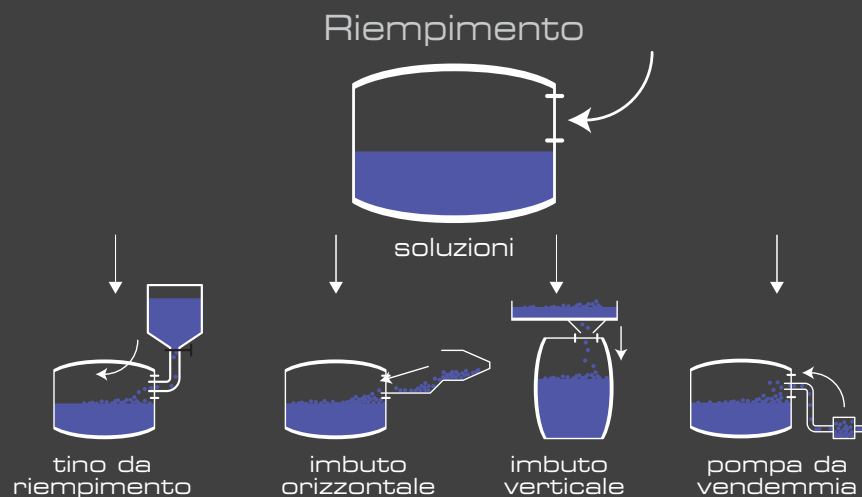 Riempimento
soluzioni
tino da
riempimento
imbuto
orizzontale
imbuto
verticale
pompa da
vendemmia